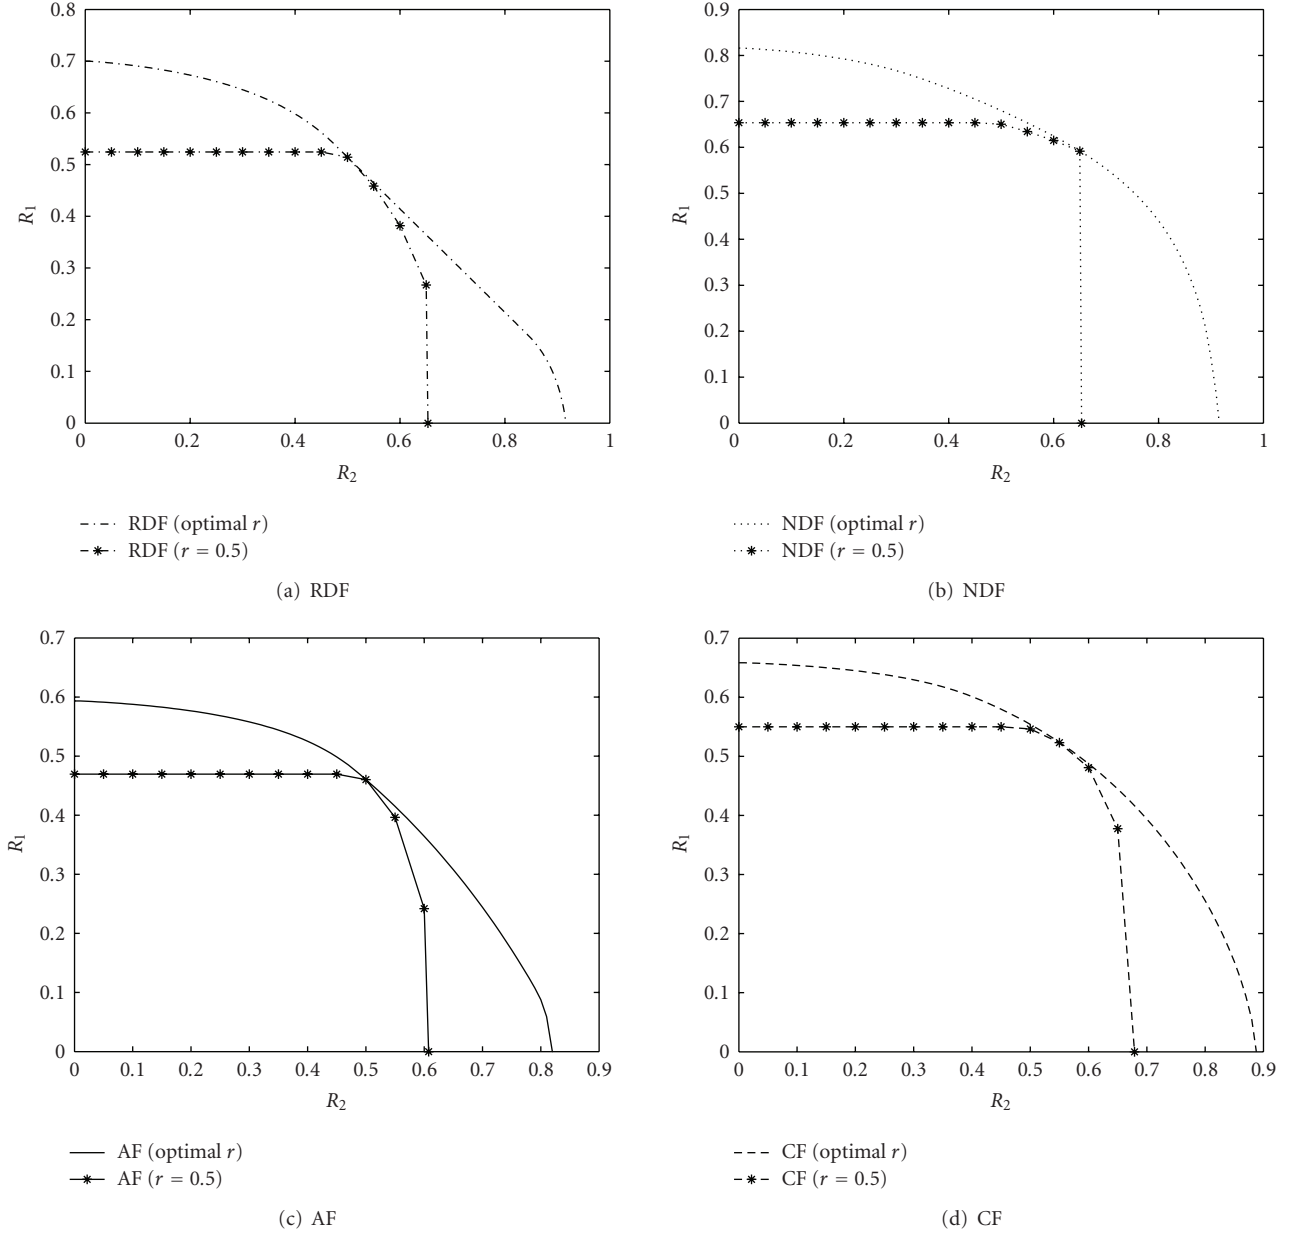 0.8
0.7
0.6
0.5
0.4
0.3
0.2
0.1
0
R1
0 0.2 0.4 0.6 0.8 1
R2
RDF (optimal r)
RDF (r = 0.5)
(a) RDF
0.9
0.8
0.7
0.6
0.5
0.4
0.3
0.2
0.1
0
R1
0 0.2 0.4 0.6 0.8 1
R2
NDF (optimal r)
NDF (r = 0.5)
(b) NDF
0.7
0.6
0.5
0.4
0.3
0.2
0.1
0
R1
0 0.1 0.2 0.3 0.4 0.5 0.6 0.7 0.8 0.9
R2
AF (optimal r)
AF (r = 0.5)
(c) AF
0.7
0.6
0.5
0.4
0.3
0.2
0.1
0
R1
0 0.1 0.2 0.3 0.4 0.5 0.6 0.7 0.8 0.9
R2
CF (optimal r)
CF (r = 0.5)
(d) CF